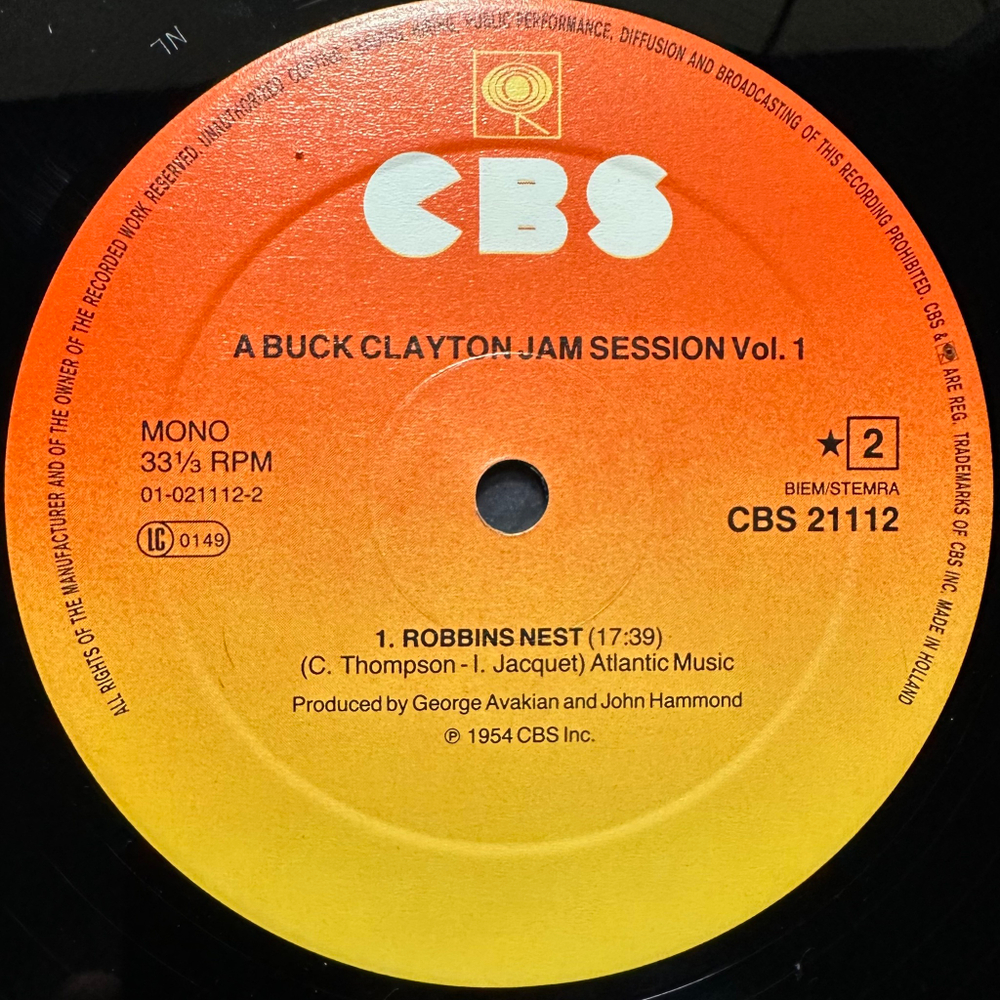 NL
ALL RIGHTS OF THE MANUFACTURER AND OF THE OWNER OF THE RECORDED WORK RESERVED. UNAUTHORIZED COPYING, PUBLIC PERFORMANCE, DIFFUSION AND BROADCASTING OF THIS RECORDING PROHIBITED. CBS & ARE REG. TRADEMARKS OF CBS INC. MADE IN HOLLAND
CBS
A BUCK CLAYTON JAM SESSION Vol. 1
MONO
33⅓ RPM
01-021112-2
LC 0149
★ 2
BIEM/STEMRA
CBS 21112
1. ROBBINS NEST (17:39)
(C. Thompson - I. Jacquet) Atlantic Music
Produced by George Avakian and John Hammond
℗ 1954 CBS Inc.